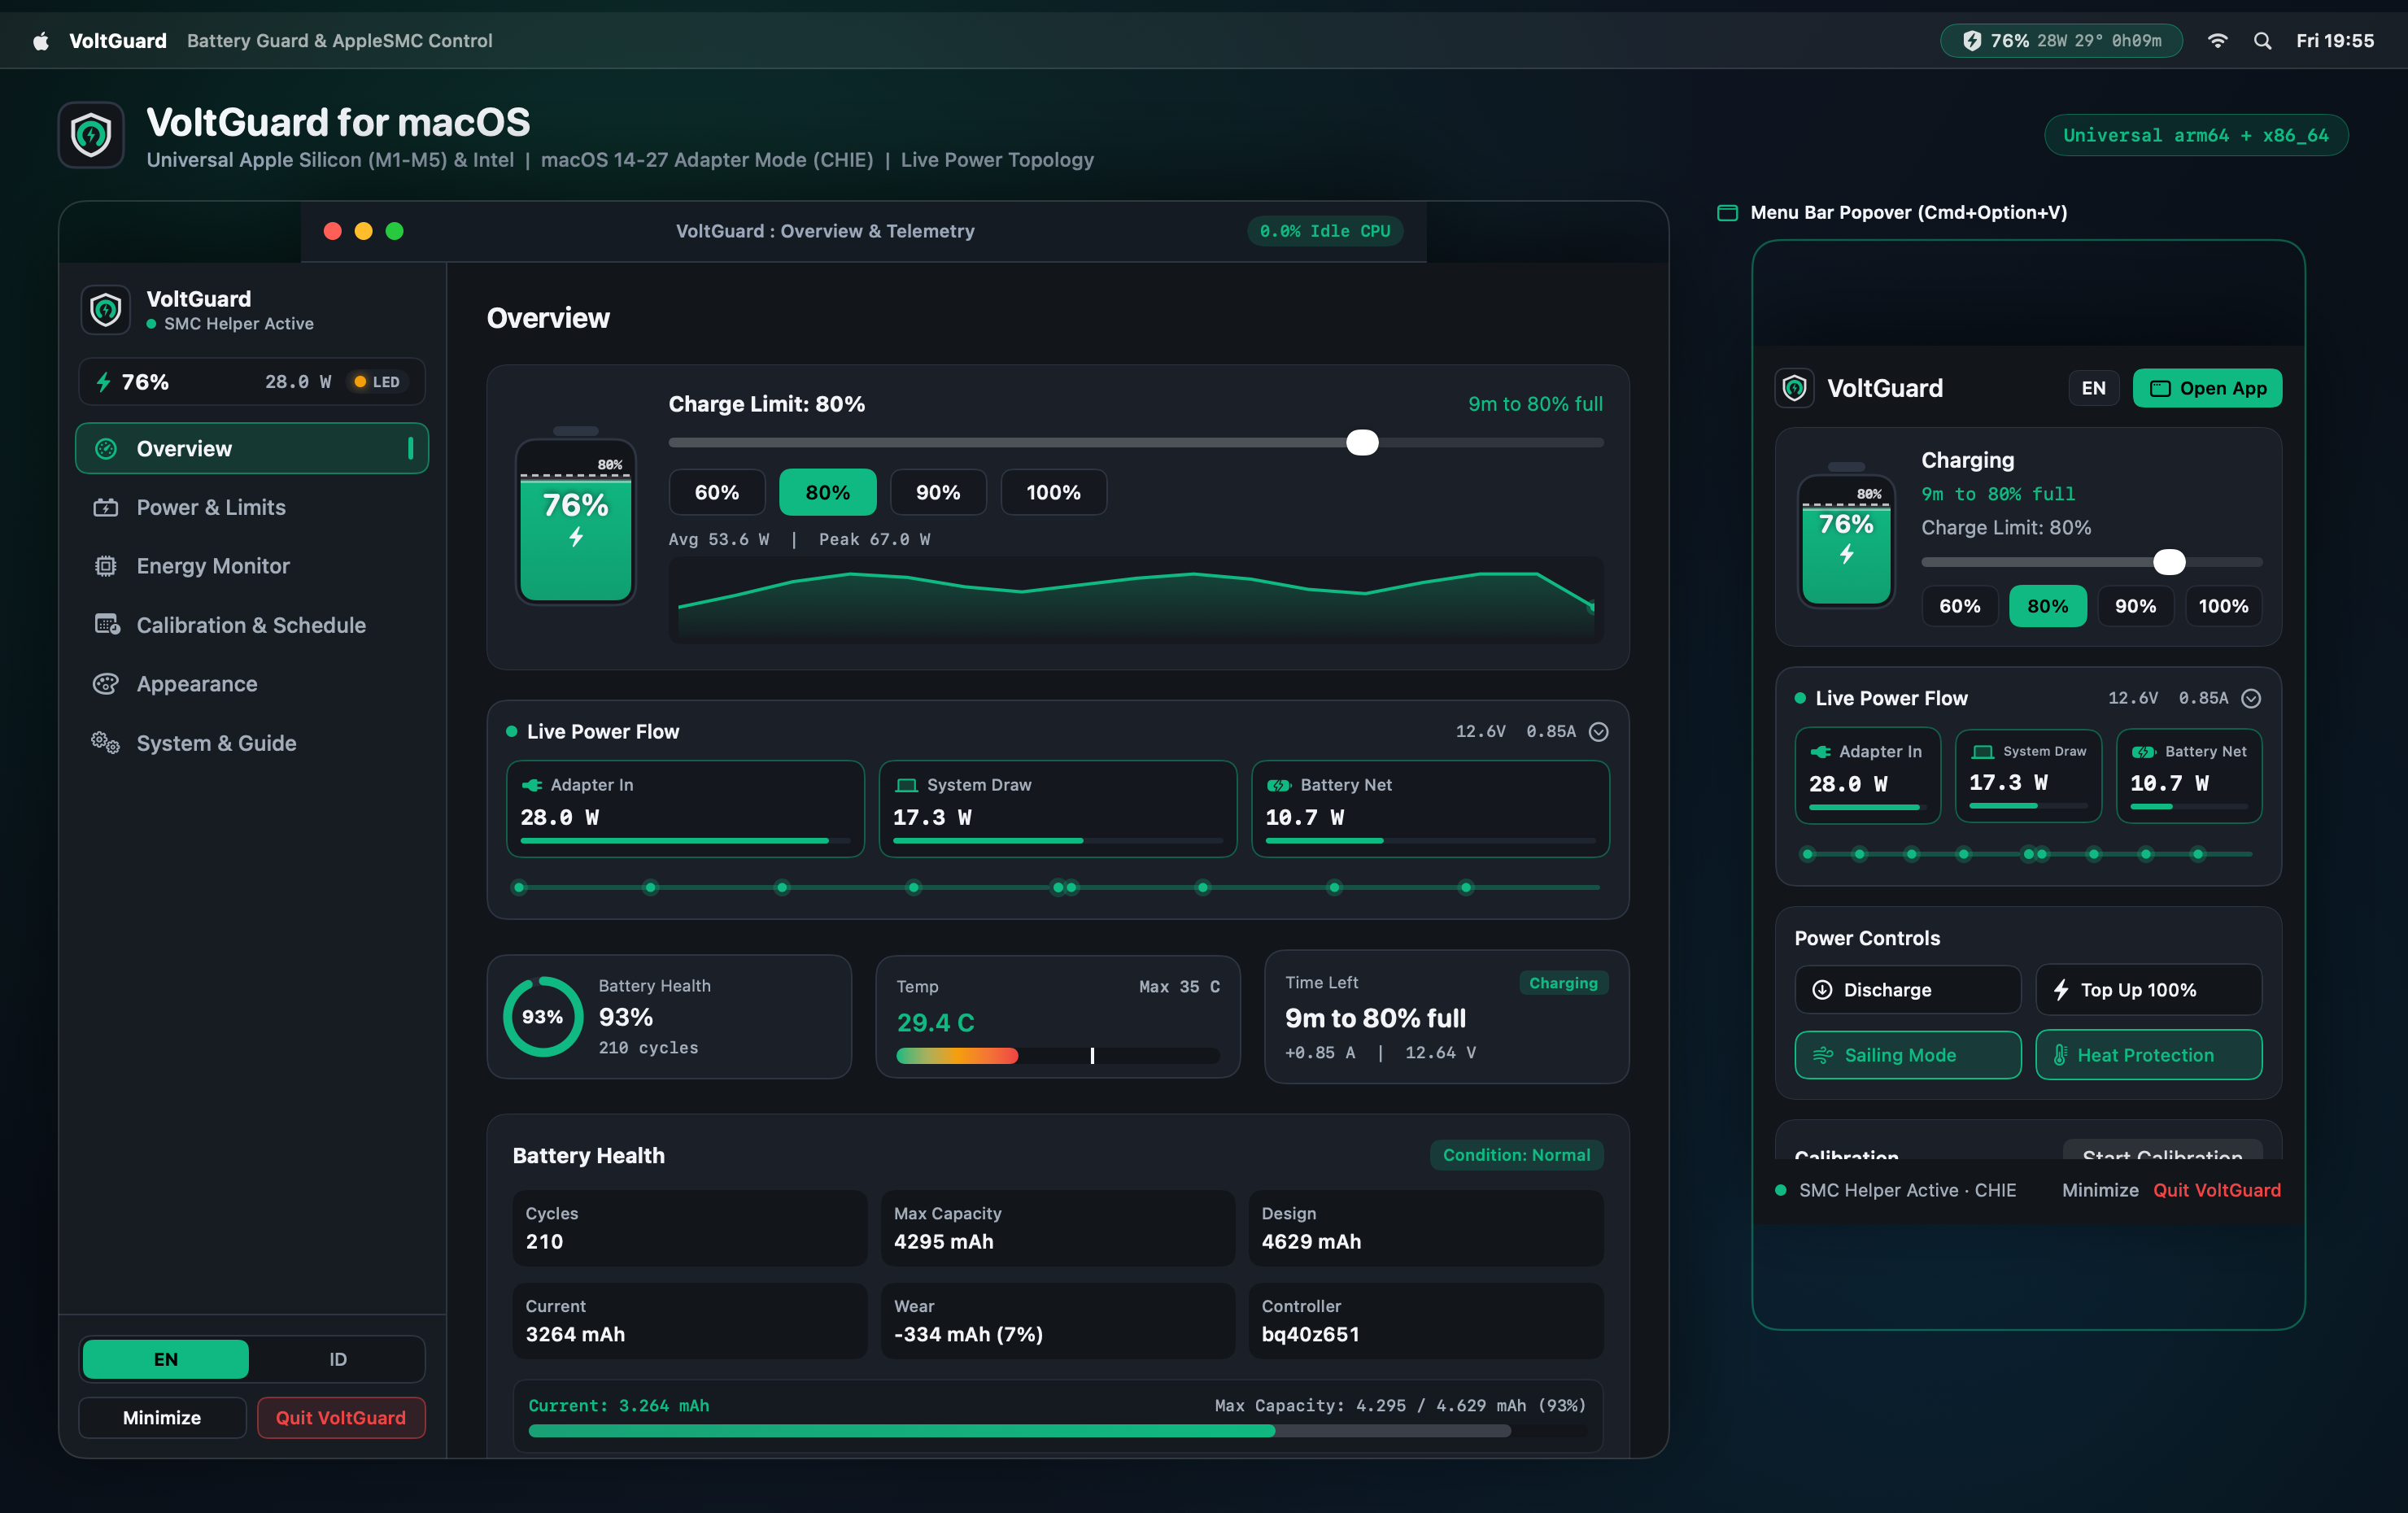 VoltGuard Battery Guard & AppleSMC Control
76% 28W 29° 0h09m Fri 19:55
VoltGuard for macOS
Universal Apple Silicon (M1-M5) & Intel | macOS 14-27 Adapter Mode (CHIE) | Live Power Topology
Universal arm64 + x86_64
VoltGuard : Overview & Telemetry
0.0% Idle CPU
VoltGuard
SMC Helper Active
76% 28.0 W LED
Overview
Power & Limits
Energy Monitor
Calibration & Schedule
Appearance
System & Guide
EN ID
Minimize Quit VoltGuard
Overview
80%
76%
Charge Limit: 80% 9m to 80% full
60% 80% 90% 100%
Avg 53.6 W | Peak 67.0 W
Live Power Flow 12.6V 0.85A
Adapter In
28.0 W
System Draw
17.3 W
Battery Net
10.7 W
93%
Battery Health
93%
210 cycles
Temp Max 35 C
29.4 C
Time Left Charging
9m to 80% full
+0.85 A | 12.64 V
Battery Health Condition: Normal
Cycles
210
Max Capacity
4295 mAh
Design
4629 mAh
Current
3264 mAh
Wear
-334 mAh (7%)
Controller
bq40z651
Current: 3.264 mAh Max Capacity: 4.295 / 4.629 mAh (93%)
Menu Bar Popover (Cmd+Option+V)
VoltGuard EN Open App
80%
76%
Charging
9m to 80% full
Charge Limit: 80%
60% 80% 90% 100%
Live Power Flow 12.6V 0.85A
Adapter In
28.0 W
System Draw
17.3 W
Battery Net
10.7 W
Power Controls
Discharge Top Up 100%
Sailing Mode Heat Protection
Calibration Start Calibration
SMC Helper Active · CHIE Minimize Quit VoltGuard